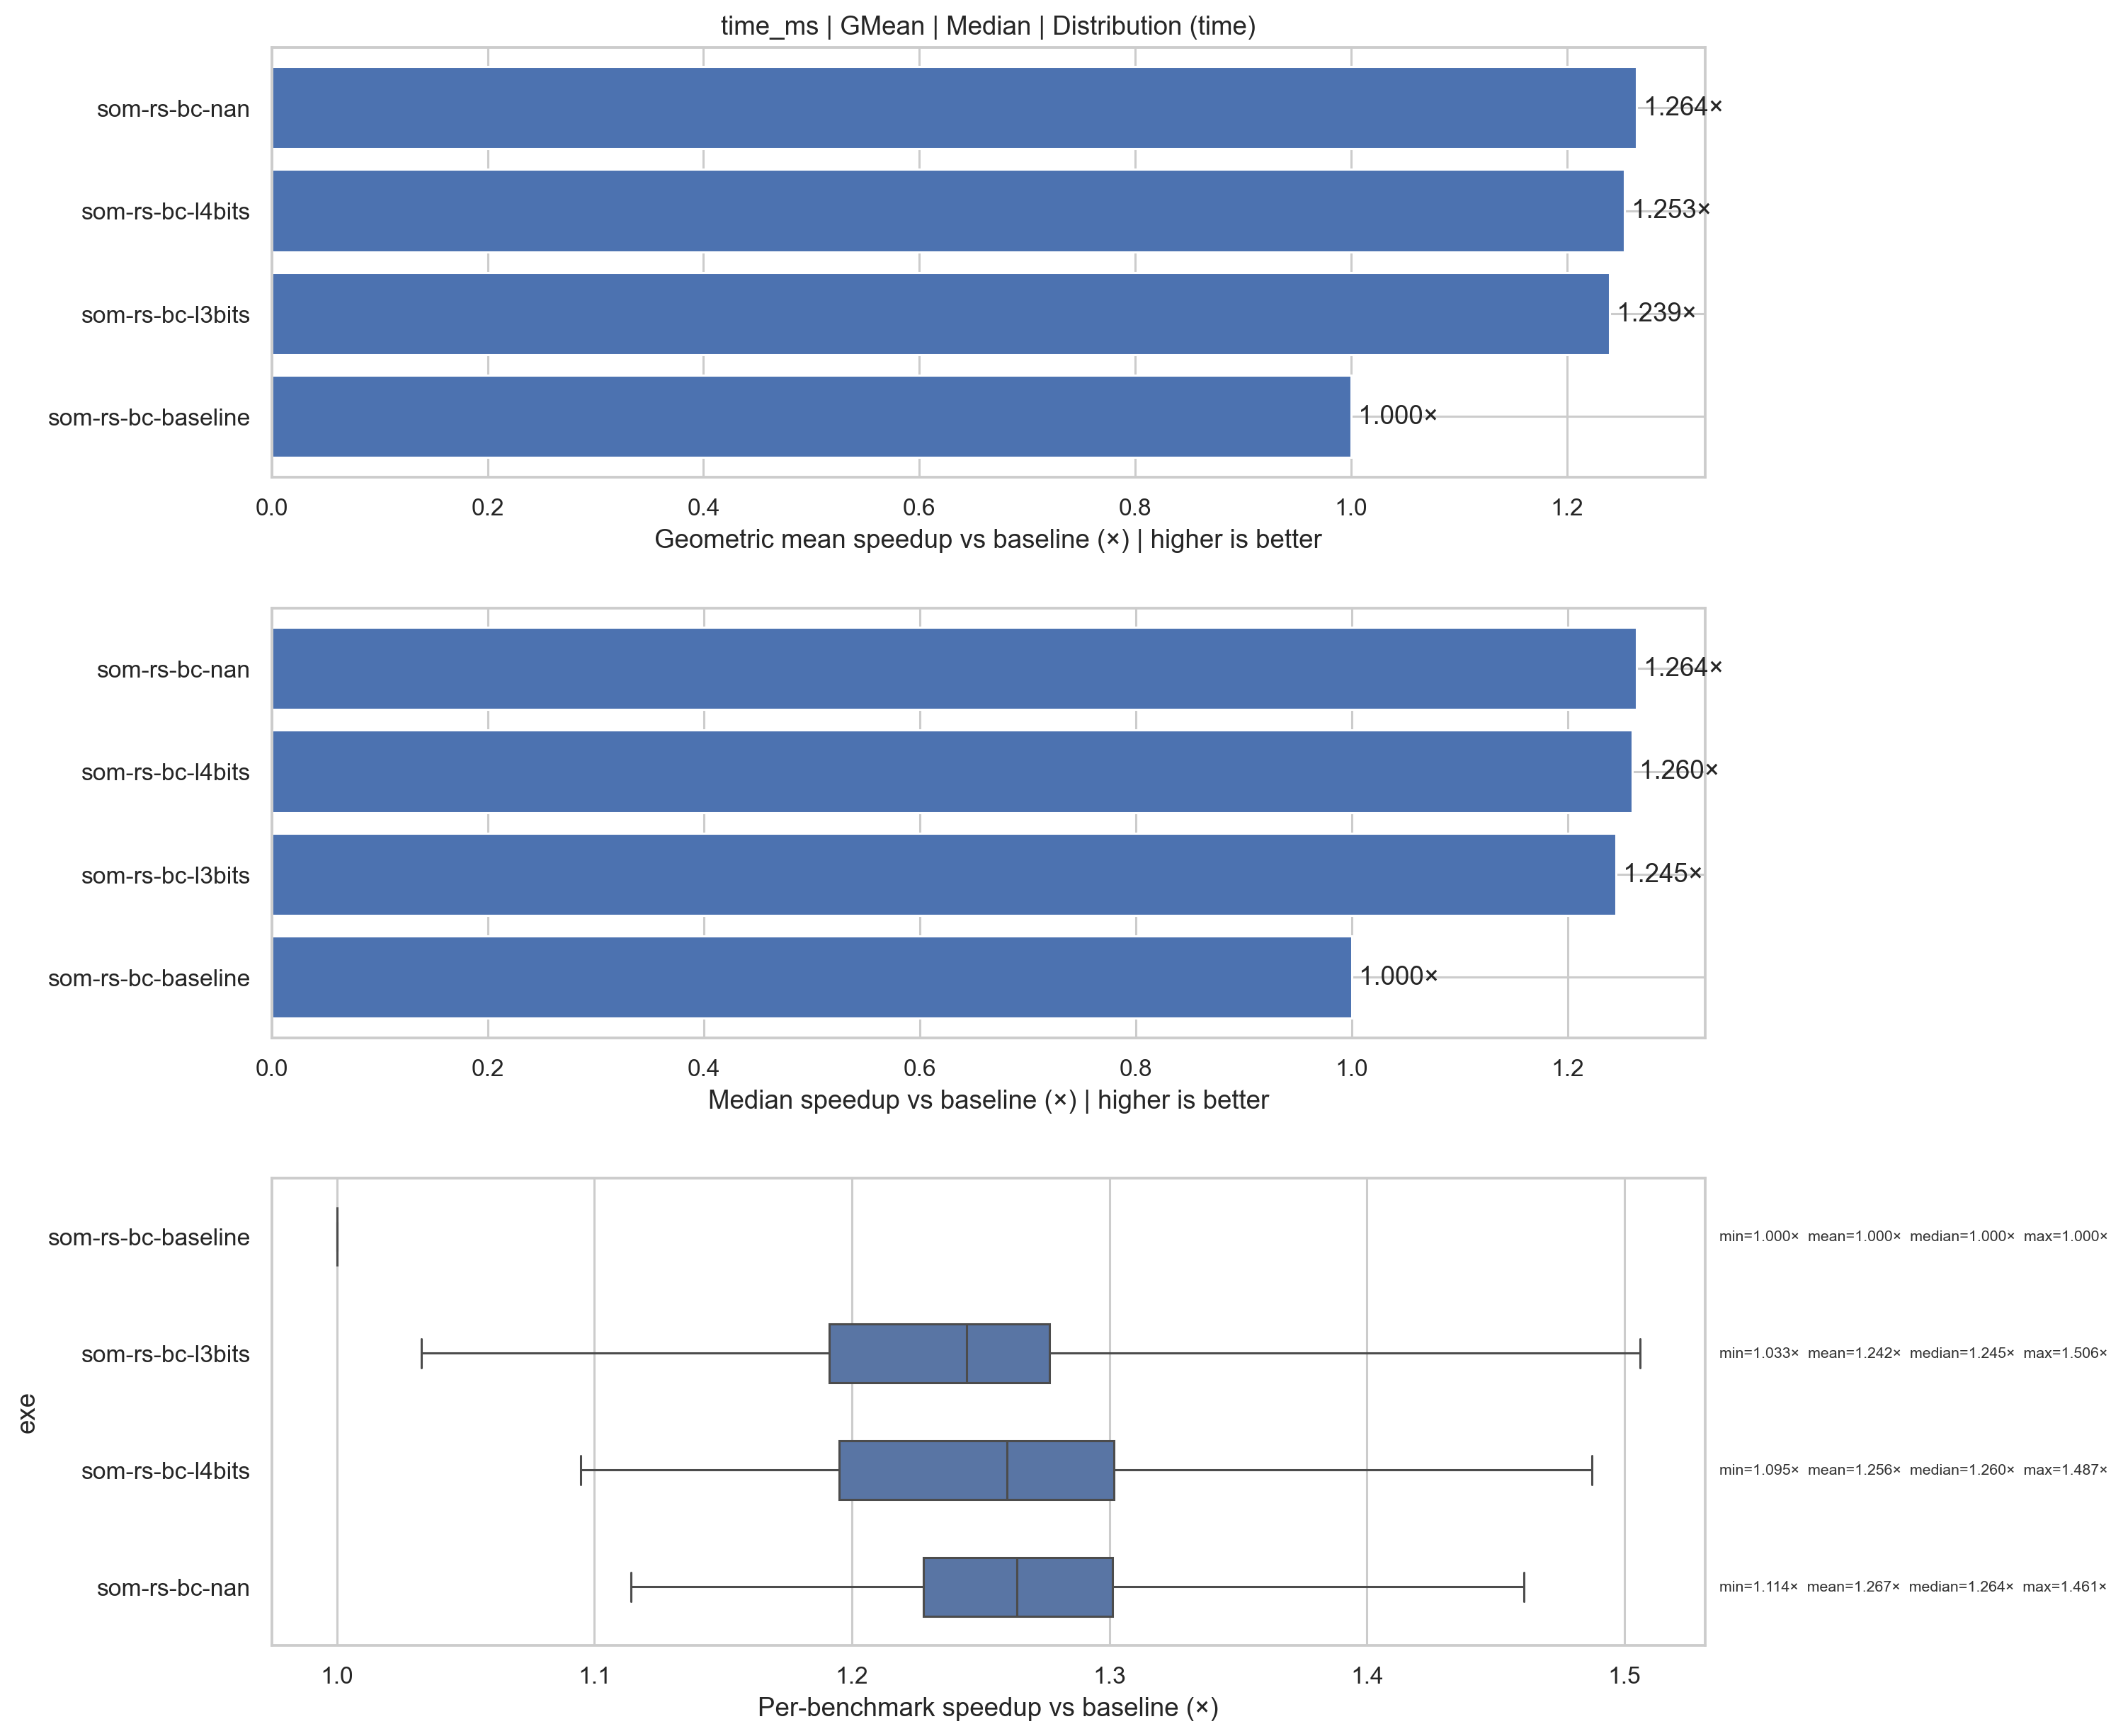 time_ms | GMean | Median | Distribution (time)
som-rs-bc-nan
1.264×
som-rs-bc-l4bits
1.253×
som-rs-bc-l3bits
1.239×
som-rs-bc-baseline
1.000×
0.0 0.2 0.4 0.6 0.8 1.0 1.2
Geometric mean speedup vs baseline (×) | higher is better
som-rs-bc-nan
1.264×
som-rs-bc-l4bits
1.260×
som-rs-bc-l3bits
1.245×
som-rs-bc-baseline
1.000×
0.0 0.2 0.4 0.6 0.8 1.0 1.2
Median speedup vs baseline (×) | higher is better
exe
som-rs-bc-baseline
min=1.000× mean=1.000× median=1.000× max=1.000×
som-rs-bc-l3bits
min=1.033× mean=1.242× median=1.245× max=1.506×
som-rs-bc-l4bits
min=1.095× mean=1.256× median=1.260× max=1.487×
som-rs-bc-nan
min=1.114× mean=1.267× median=1.264× max=1.461×
1.0 1.1 1.2 1.3 1.4 1.5
Per-benchmark speedup vs baseline (×)